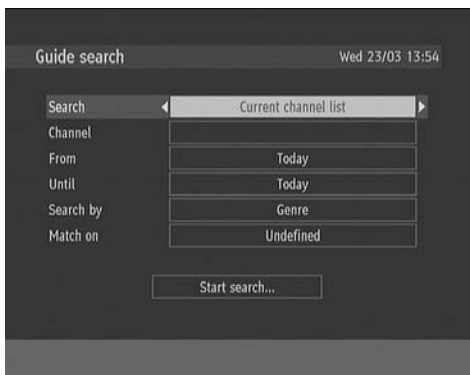 Guide search Wed 23/03 13:54
Search Current channel list
Channel
From Today
Until Today
Search by Genre
Match on Undefined
Start search...